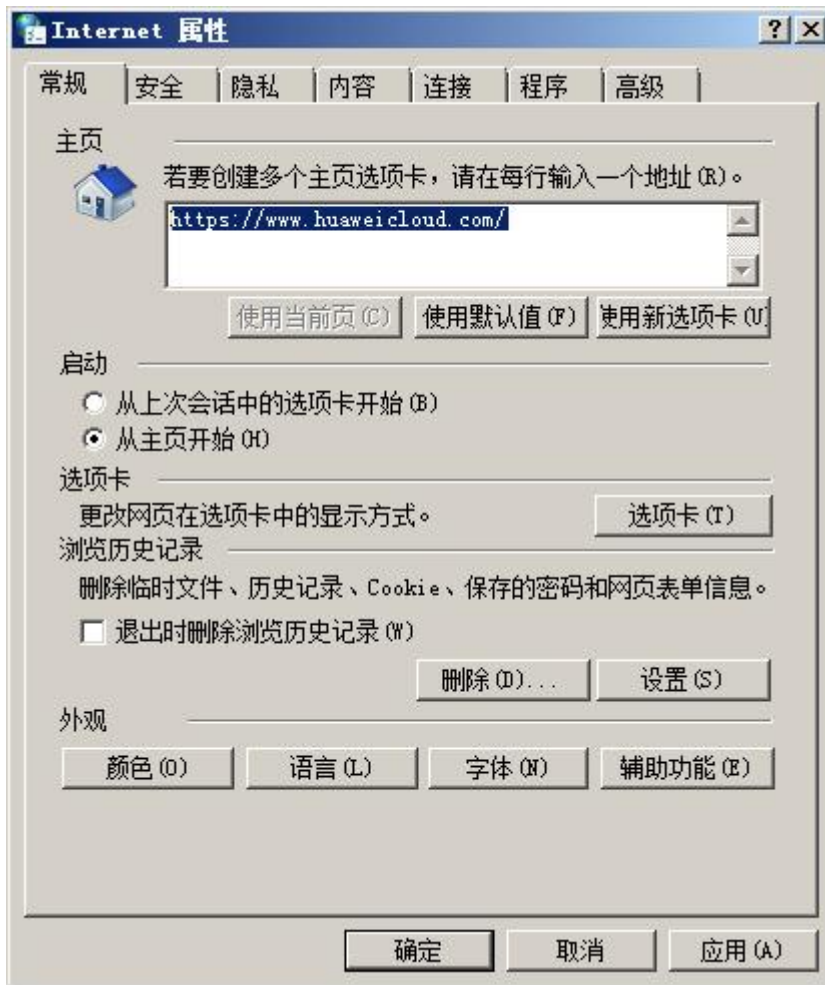 Internet 属性
常规 安全 隐私 内容 连接 程序 高级
主页
若要创建多个主页选项卡，请在每行输入一个地址(R)。
https://www.huaweicloud.com/
使用当前页(C) 使用默认值(F) 使用新选项卡(U)
启动
从上次会话中的选项卡开始(B)
从主页开始(H)
选项卡
更改网页在选项卡中的显示方式。 选项卡(T)
浏览历史记录
删除临时文件、历史记录、Cookie、保存的密码和网页表单信息。
退出时删除浏览历史记录(W)
删除(D)... 设置(S)
外观
颜色(O) 语言(L) 字体(N) 辅助功能(E)
确定 取消 应用(A)